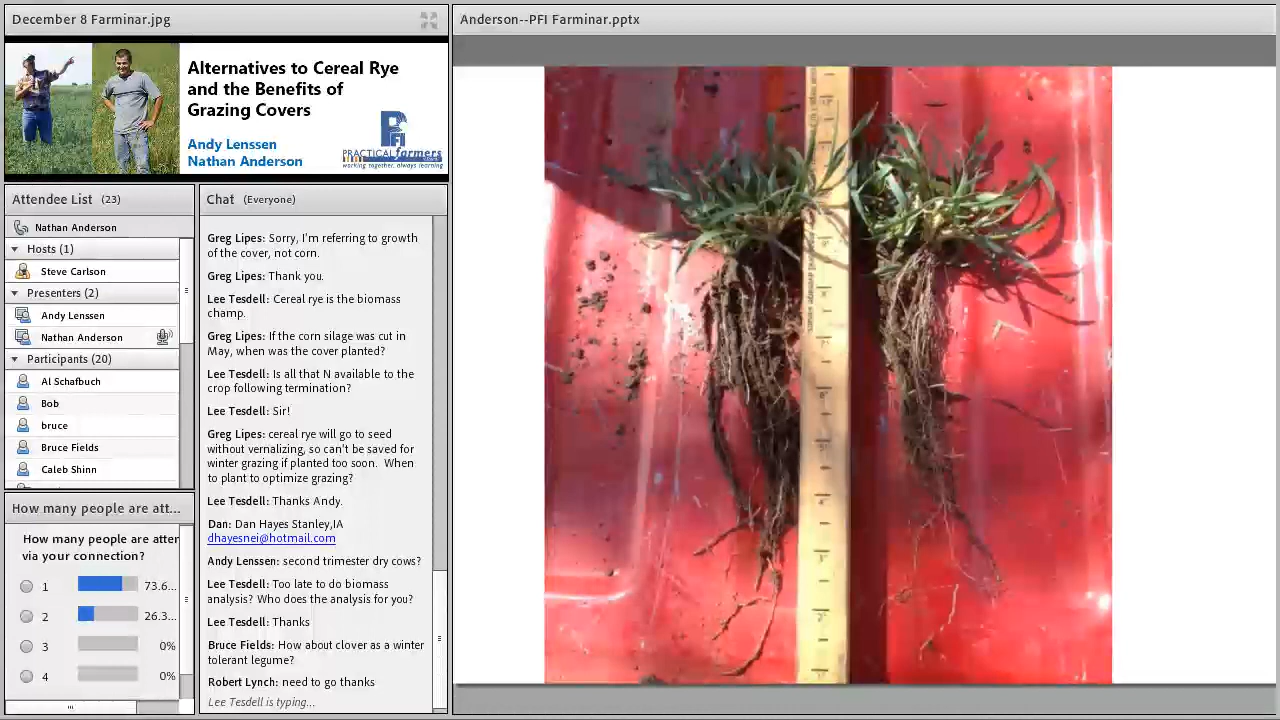 December 8 Farminar.jpg
Alternatives to Cereal Rye
and the Benefits of
Grazing Covers
Andy Lenssen
Nathan Anderson
PFI
PRACTICAL farmers
working together, always learning
Attendee List (23)
Nathan Anderson
Hosts (1)
Steve Carlson
Presenters (2)
Andy Lenssen
Nathan Anderson
Participants (20)
Al Schafbuch
Bob
bruce
Bruce Fields
Caleb Shinn
How many people are att...
How many people are atter
via your connection?
1 73.6...
2 26.3...
3 0%
4 0%
Chat (Everyone)
Greg Lipes: Sorry, I'm referring to growth
of the cover, not corn.
Greg Lipes: Thank you.
Lee Tesdell: Cereal rye is the biomass
champ.
Greg Lipes: If the corn silage was cut in
May, when was the cover planted?
Lee Tesdell: Is all that N available to the
crop following termination?
Lee Tesdell: Sir!
Greg Lipes: cereal rye will go to seed
without vernalizing, so can't be saved for
winter grazing if planted too soon. When
to plant to optimize grazing?
Lee Tesdell: Thanks Andy.
Dan: Dan Hayes Stanley,IA
dhayesnei@hotmail.com
Andy Lenssen: second trimester dry cows?
Lee Tesdell: Too late to do biomass
analysis? Who does the analysis for you?
Lee Tesdell: Thanks
Bruce Fields: How about clover as a winter
tolerant legume?
Robert Lynch: need to go thanks
Lee Tesdell is typing...
Anderson--PFI Farminar.pptx